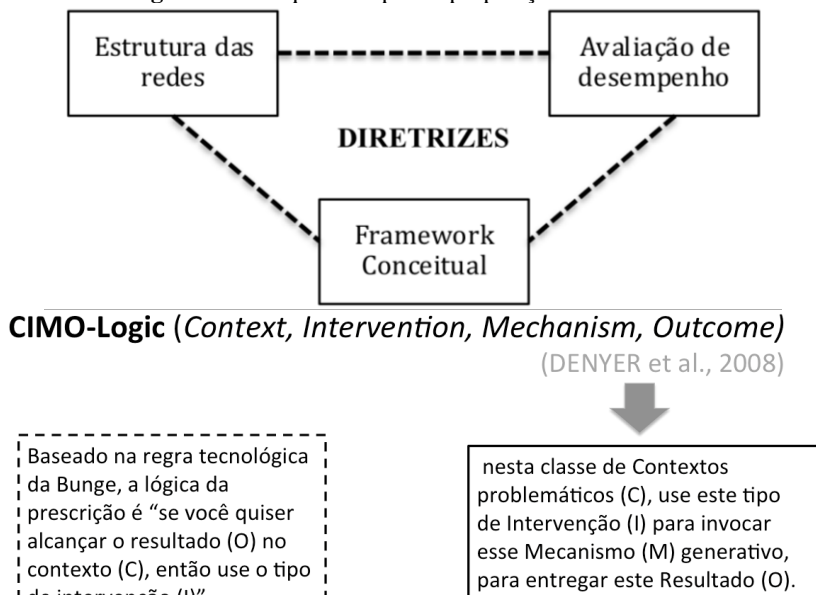 Estrutura das
redes
Avaliação de
desempenho
DIRETRIZES
Framework
Conceitual
CIMO-Logic (Context, Intervention, Mechanism, Outcome)
(DENYER et al., 2008)
Baseado na regra tecnológica
da Bunge, a lógica da
prescrição é “se você quiser
alcançar o resultado (O) no
contexto (C), então use o tipo
de intervenção (I)”
nesta classe de Contextos
problemáticos (C), use este tipo
de Intervenção (I) para invocar
esse Mecanismo (M) generativo,
para entregar este Resultado (O).